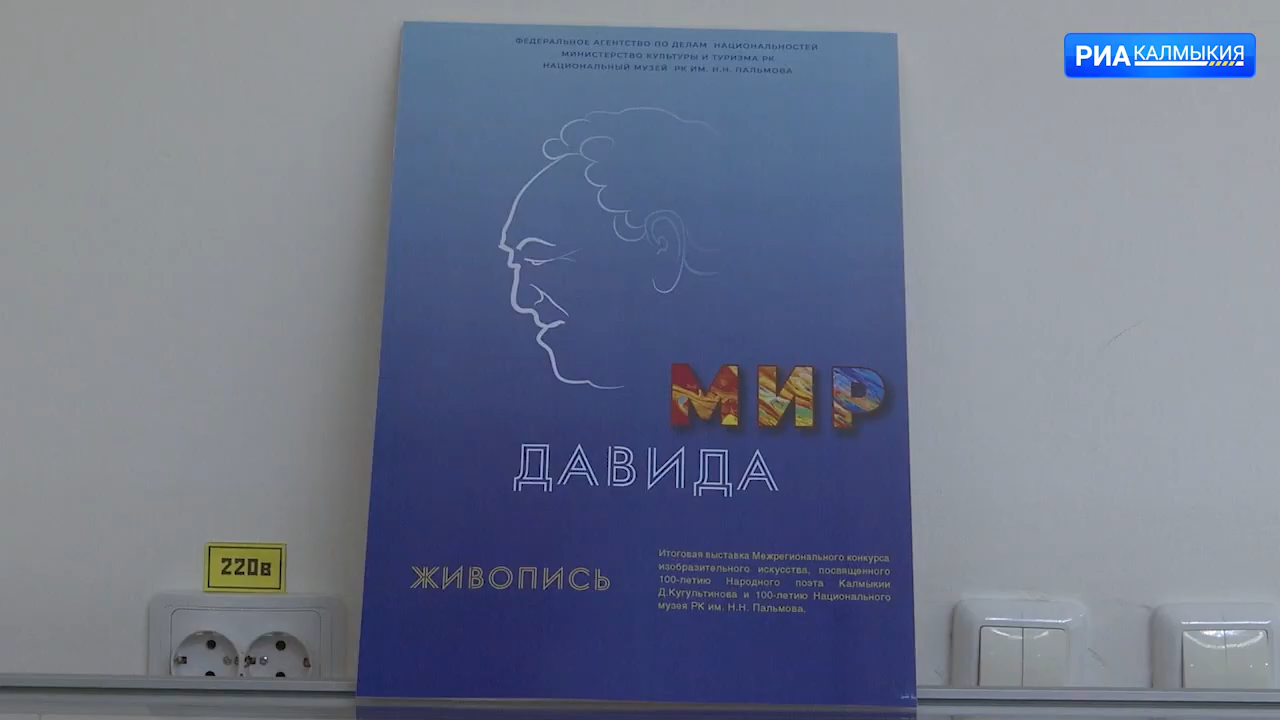 ФЕДЕРАЛЬНОЕ АГЕНТСТВО ПО ДЕЛАМ НАЦИОНАЛЬНОСТЕЙ
МИНИСТЕРСТВО КУЛЬТУРЫ И ТУРИЗМА РК
НАЦИОНАЛЬНЫЙ МУЗЕЙ РК ИМ. Н.Н. ПАЛЬМОВА
РИА КАЛМЫКИЯ
МИР
ДАВИДА
ЖИВОПИСЬ
Итоговая выставка Межрегионального конкурса
изобразительного искусства, посвященного
100-летию Народного поэта Калмыкии
Д.Кугультинова и 100-летию Национального
музея РК им. Н.Н. Пальмова.
220в